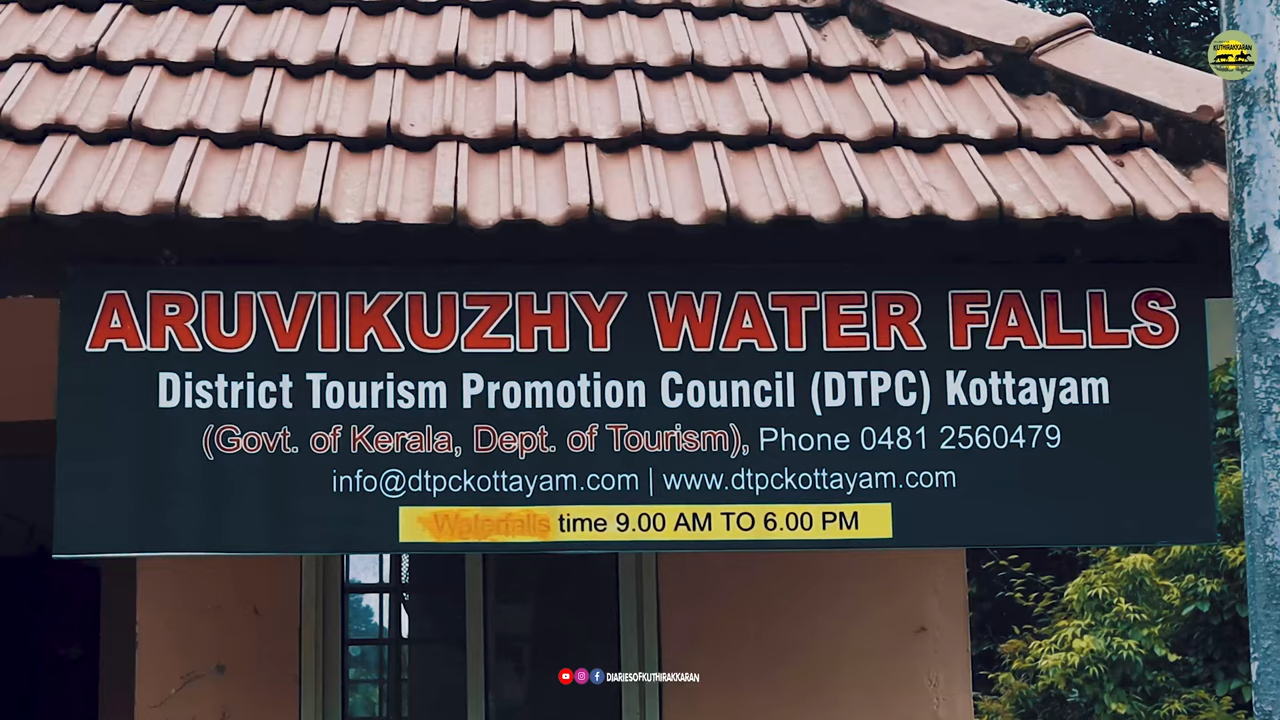 KUTHIRAKKARAN
ARUVIKUZHY WATER FALLS
District Tourism Promotion Council (DTPC) Kottayam
(Govt. of Kerala, Dept. of Tourism), Phone 0481 2560479
info@dtpckottayam.com | www.dtpckottayam.com
Waterfalls time 9.00 AM TO 6.00 PM
DIARIESOFKUTHIRAKKARAN